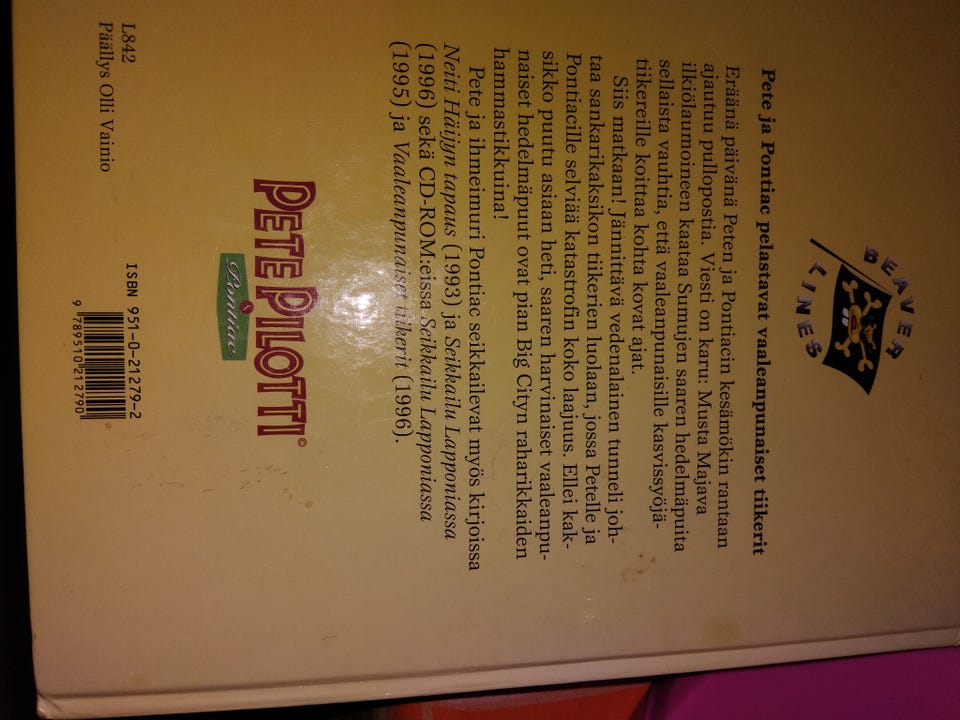 BEAVER
TINES
Pete ja Pontiac pelastavat vaaleanpunaiset tiikerit
Eräänä päivänä Peten ja Pontiacin kesämökin rantaan
ajautuu pullopostia. Viesti on karu: Musta Majava
ilkiölaumoineen kaataa Sumujen saaren hedelmäpuita
sellaista vauhtia, että vaaleanpunaisille kasvissyöjä-
tiikereille koittaa kohta kovat ajat.
Siis matkaan! Jännittävä vedenalainen tunneli joh-
taa sankarikaksikon tiikerien luolaan, jossa Petelle ja
Pontiacille selviää katastrofin koko laajuus. Ellei kak-
sikko puutu asiaan heti, saaren harvinaiset vaaleanpu-
naiset hedelmäpuut ovat pian Big Cityn raharikkaiden
hammastikkuina!
Pete ja ihmeimuri Pontiac seikkailevat myös kirjoissa
Neiti Häijyn tapaus (1993) ja Seikkailu Lapponiassa
(1996) sekä CD-ROM:eissa Seikkailu Lapponiassa
(1995) ja Vaaleanpunaiset tiikerit (1996).
PETE PILOTTI©
Pontiac
L842
Päällys Olli Vainio
ISBN 951-0-21279-2
9 789510 212790